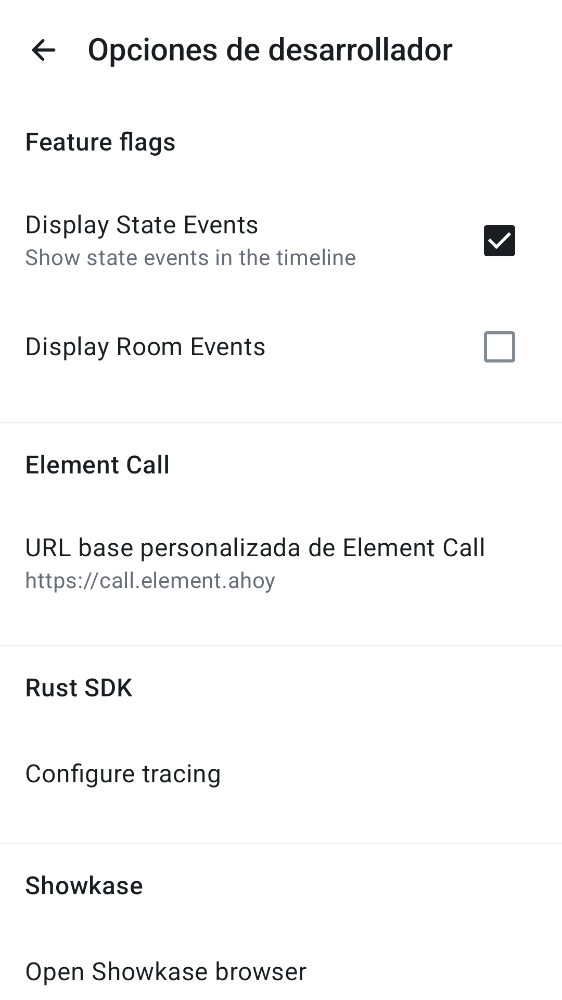 Opciones de desarrollador
Feature flags
Display State Events
Show state events in the timeline
Display Room Events
Element Call
URL base personalizada de Element Call
https://call.element.ahoy
Rust SDK
Configure tracing
Showkase
Open Showkase browser